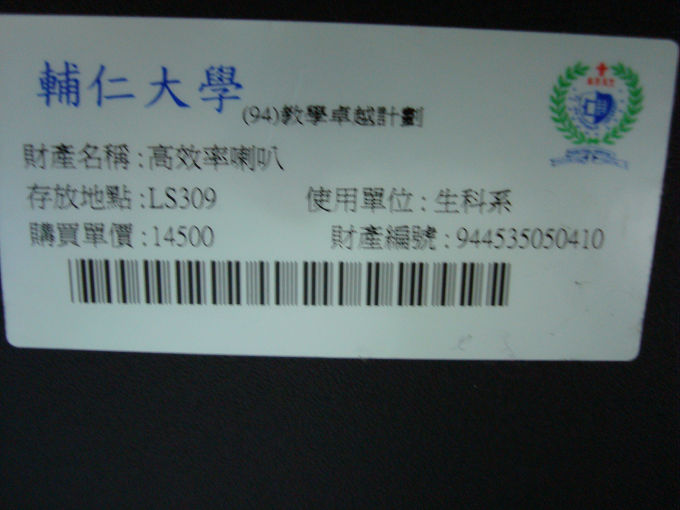 輔仁大學 (94)教學卓越計劃
財產名稱:高效率喇叭
存放地點:LS309 使用單位:生科系
購買單價:14500 財產編號:944535050410